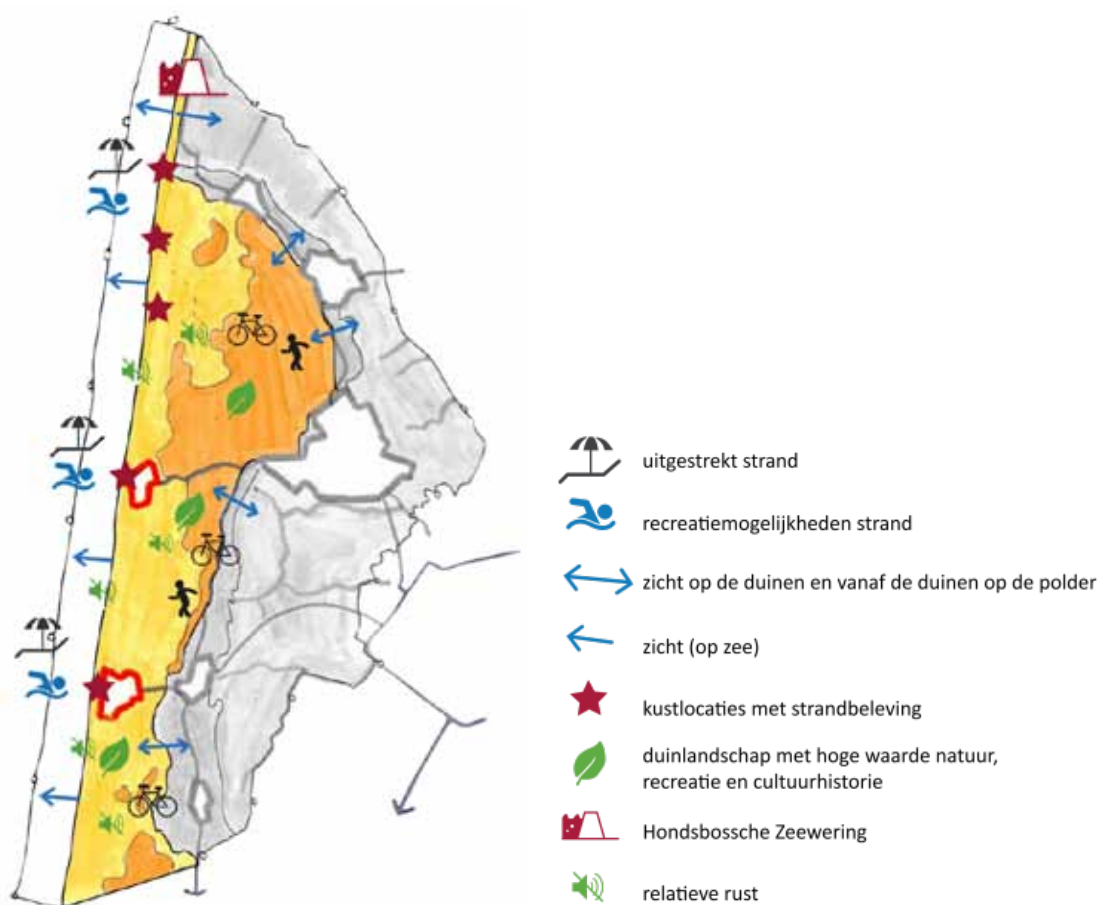 uitgestrekt strand
recreatiemogelijkheden strand
zicht op de duinen en vanaf de duinen op de polder
zicht (op zee)
kustlocaties met strandbeleving
duinlandschap met hoge waarde natuur,
recreatie en cultuurhistorie
Hondsbossche Zeewering
relatieve rust